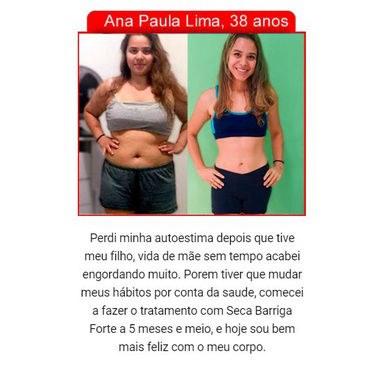 Ana Paula Lima, 38 anos
Perdi minha autoestima depois que tive
meu filho, vida de mãe sem tempo acabei
engordando muito. Porem tiver que mudar
meus hábitos por conta da saude, comecei
a fazer o tratamento com Seca Barriga
Forte a 5 meses e meio, e hoje sou bem
mais feliz com o meu corpo.